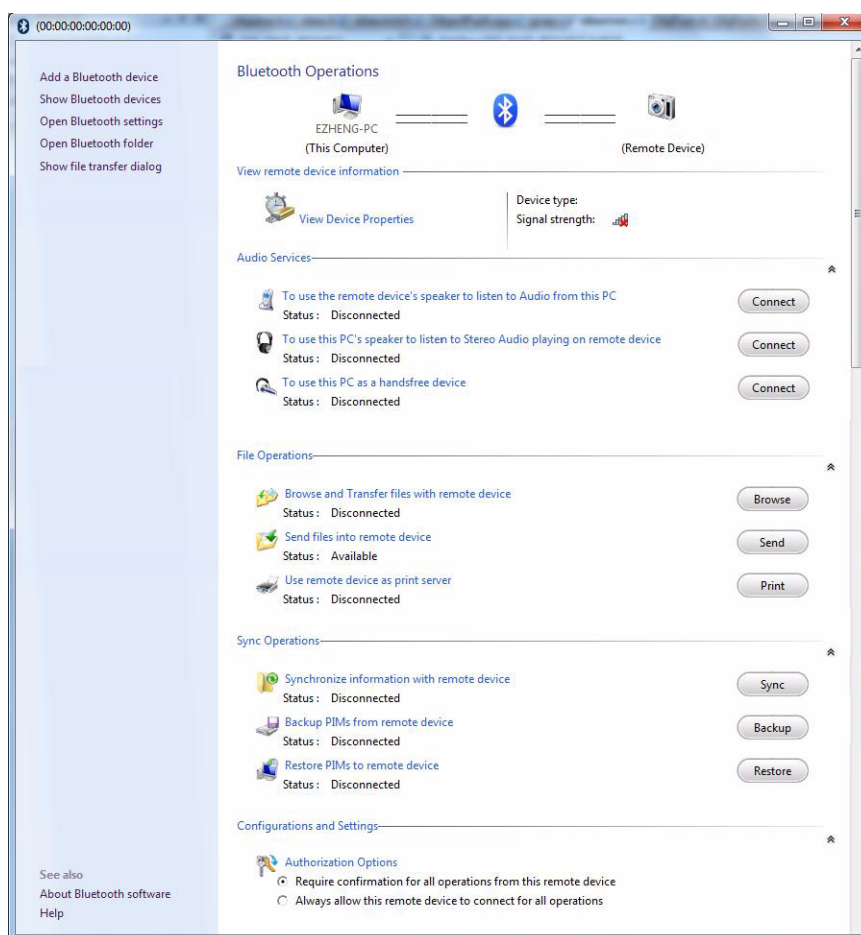 (00:00:00:00:00:00)
Add a Bluetooth device
Show Bluetooth devices
Open Bluetooth settings
Open Bluetooth folder
Show file transfer dialog
Bluetooth Operations
EZHENG-PC
(This Computer)
(Remote Device)
View remote device information
View Device Properties
Device type:
Signal strength:
Audio Services
To use the remote device's speaker to listen to Audio from this PC
Status : Disconnected
Connect
To use this PC's speaker to listen to Stereo Audio playing on remote device
Status : Disconnected
Connect
To use this PC as a handsfree device
Status : Disconnected
Connect
File Operations
Browse and Transfer files with remote device
Status : Disconnected
Browse
Send files into remote device
Status : Available
Send
Use remote device as print server
Status : Disconnected
Print
Sync Operations
Synchronize information with remote device
Status : Disconnected
Sync
Backup PIMs from remote device
Status : Disconnected
Backup
Restore PIMs to remote device
Status : Disconnected
Restore
Configurations and Settings
Authorization Options
Require confirmation for all operations from this remote device
Always allow this remote device to connect for all operations
See also
About Bluetooth software
Help